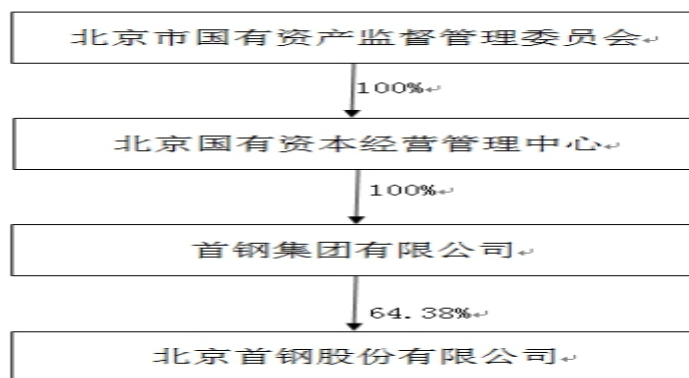 北京市国有资产监督管理委员会
100%
北京国有资本经营管理中心
100%
首钢集团有限公司
64.38%
北京首钢股份有限公司